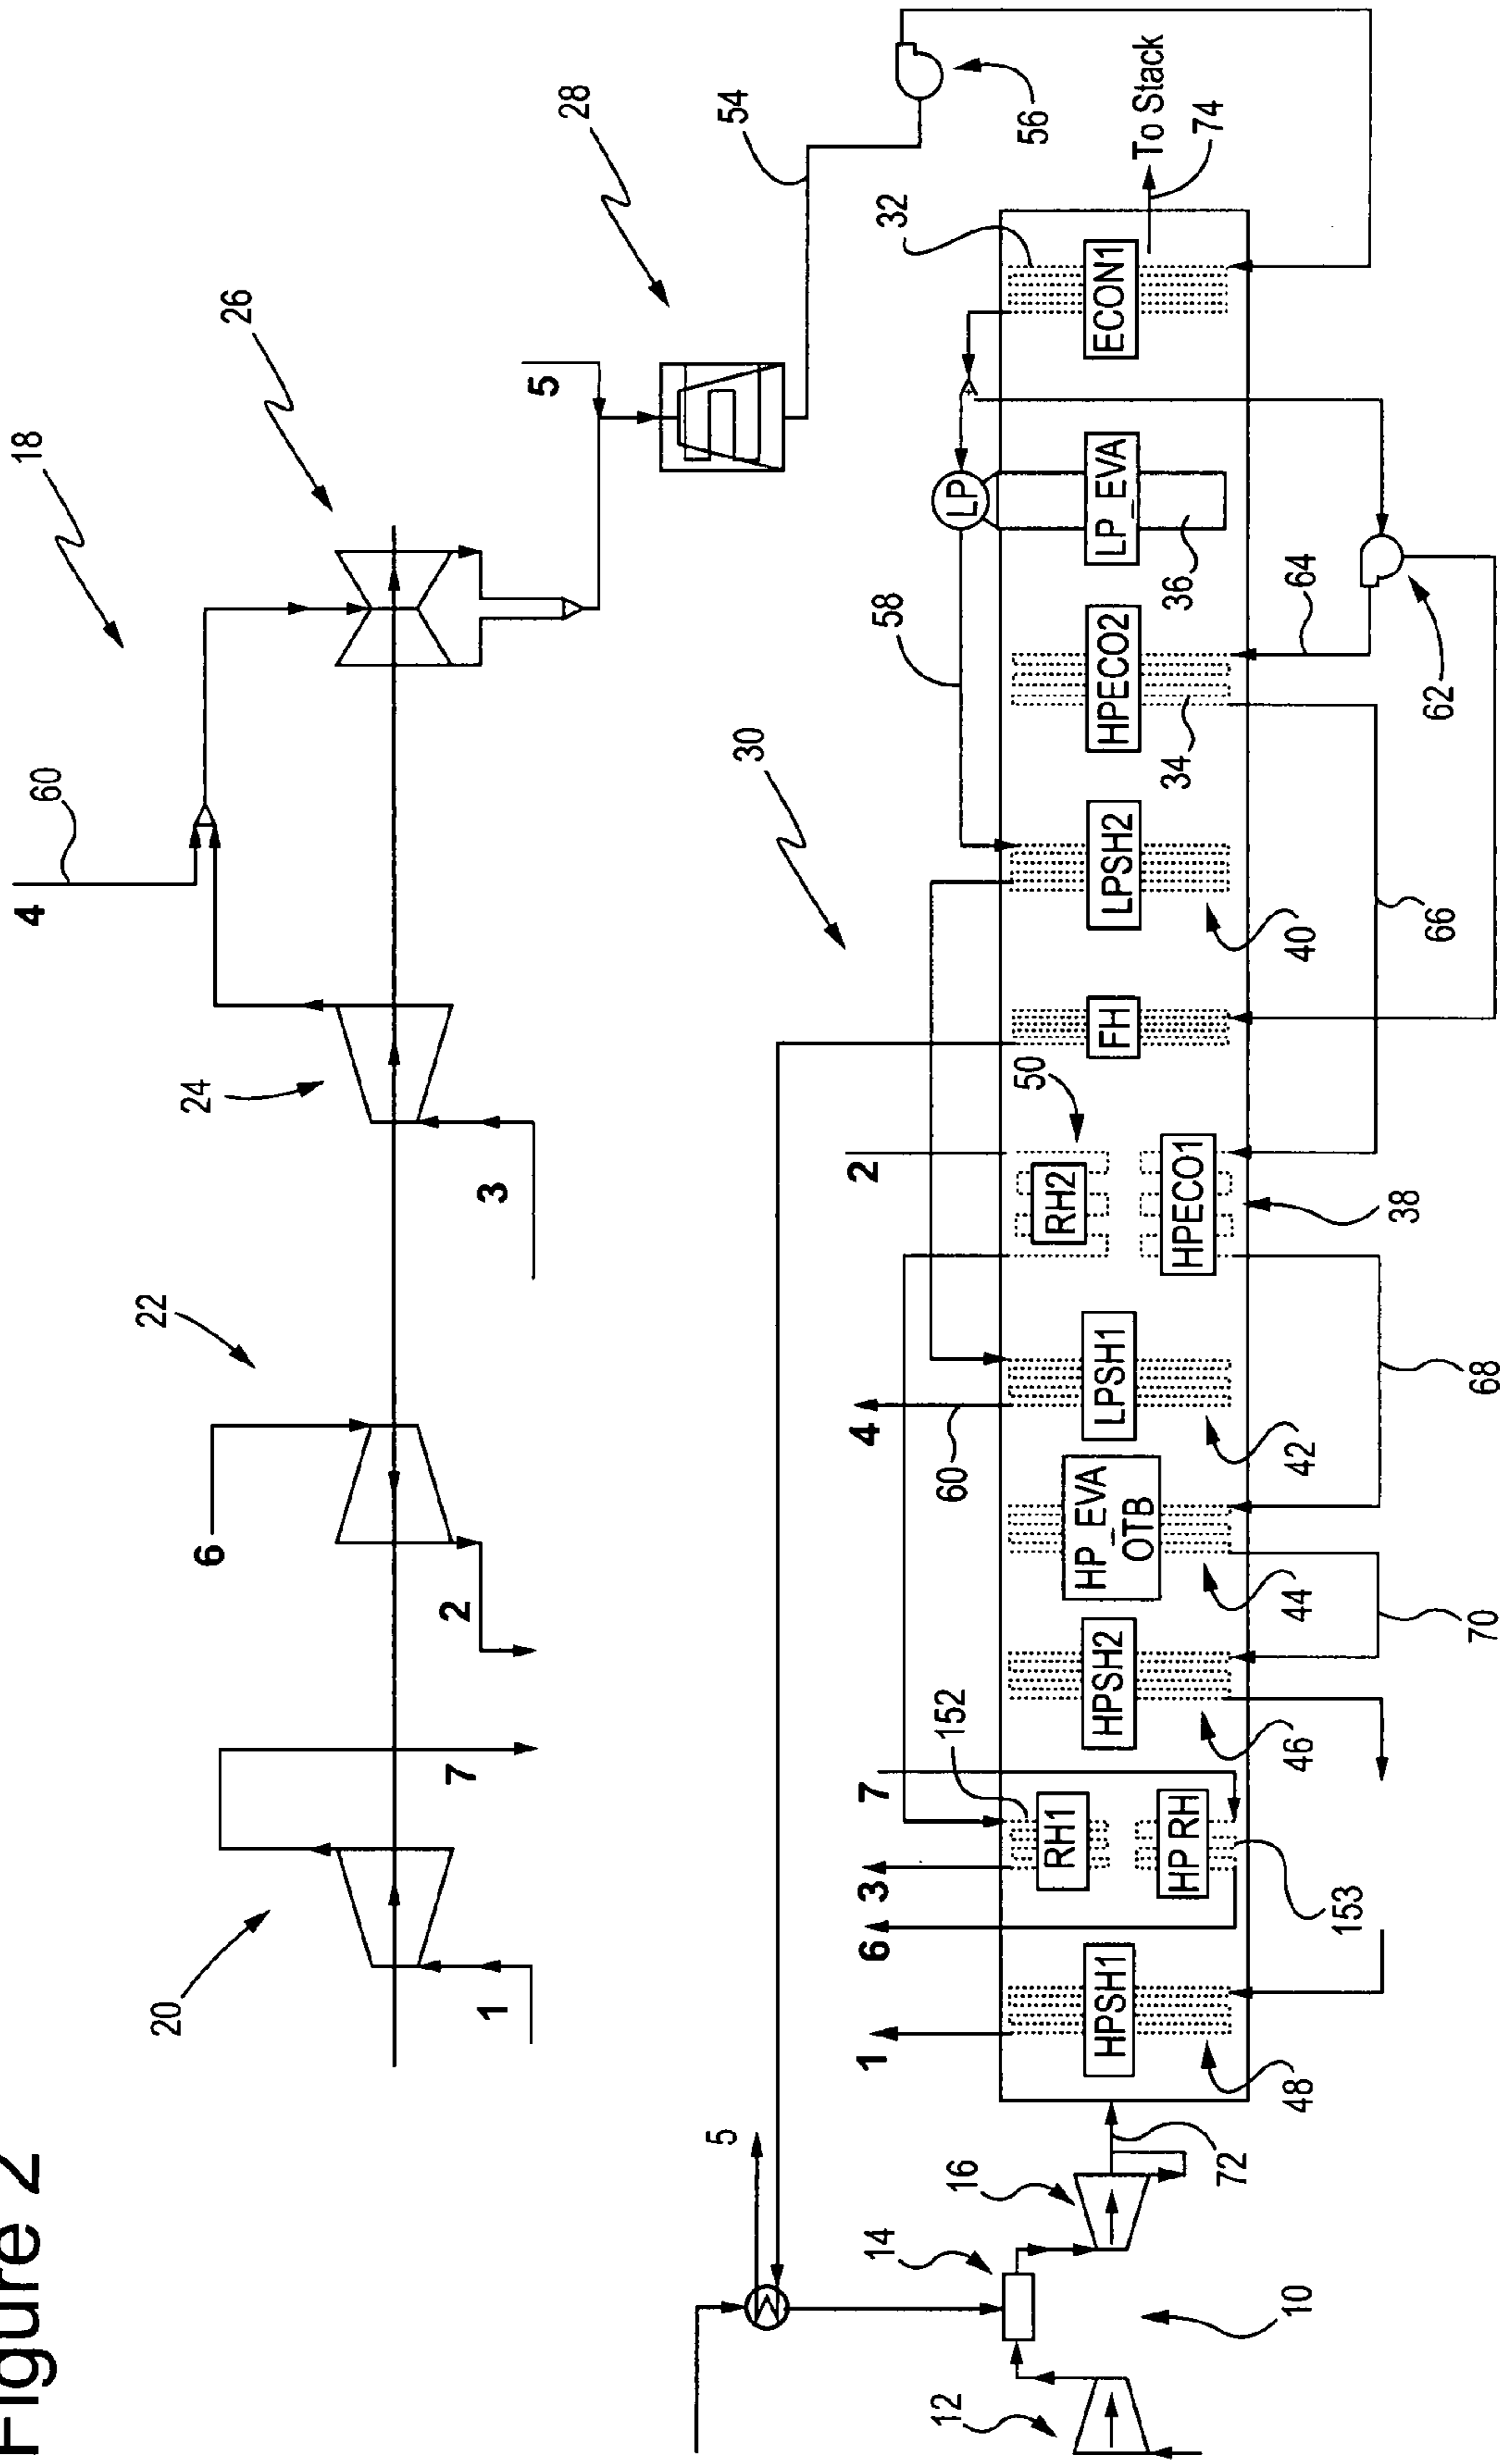 Figure 2
18
4
60
26
28
5
54
56
24
3
22
6
2
20
7
1
30
58
32
To Stack
74
ECON1
LP
LP_EVA
36
HPECO2
34
64
62
LPSH2
40
66
FH
50
2
RH2
HPECO1
38
LPSH1
4
60
42
68
HP_EVA
OTB
44
70
HPSH2
46
152
7
RH1
3
HP RH
153
6
HPSH1
1
48
5
72
16
14
10
12